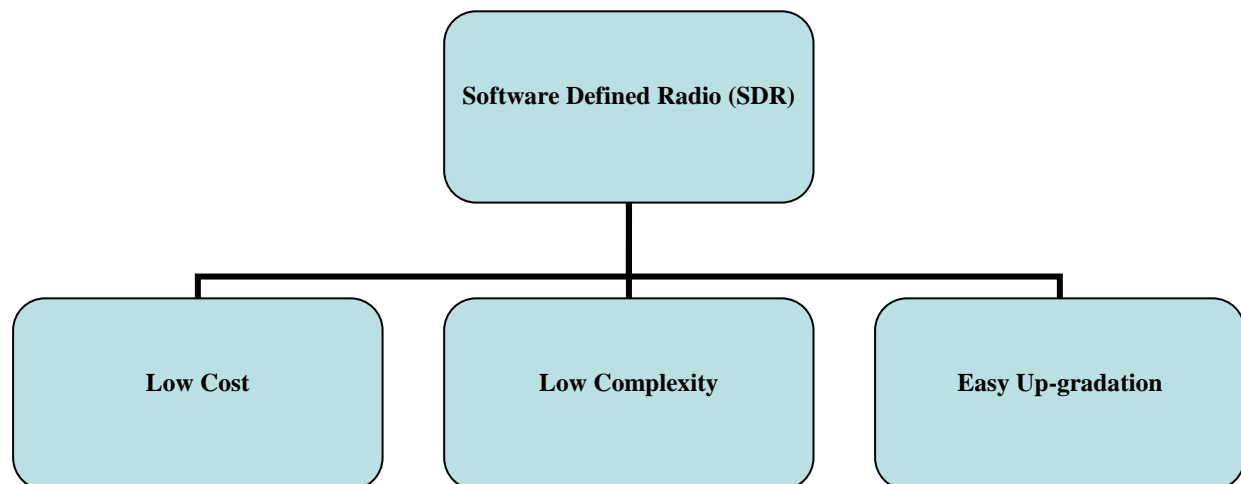 Software Defined Radio (SDR)
Low Cost
Low Complexity
Easy Up-gradation